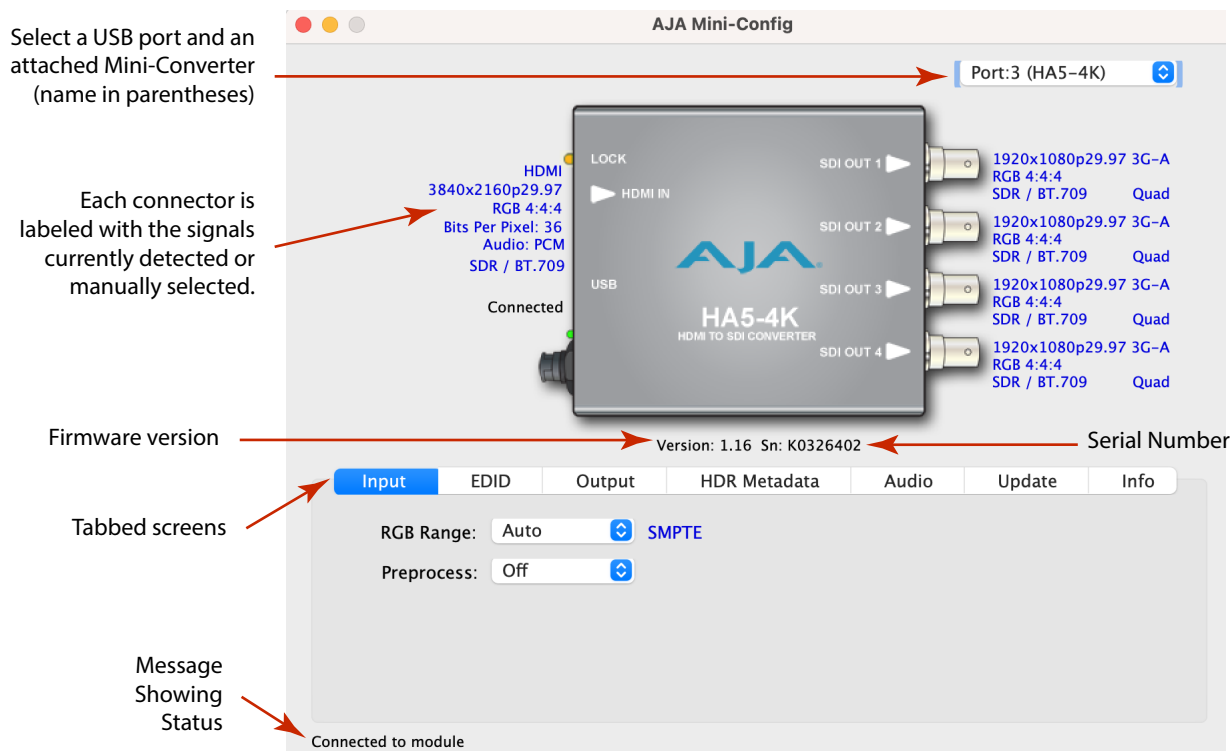 AJA Mini-Config
Select a USB port and an
attached Mini-Converter
(name in parentheses)
Port:3 (HA5-4K)
Each connector is
labeled with the signals
currently detected or
manually selected.
HDMI
3840x2160p29.97
RGB 4:4:4
Bits Per Pixel: 36
Audio: PCM
SDR / BT.709
Connected
LOCK
HDMI IN
USB
AJA
HA5-4K
HDMI TO SDI CONVERTER
SDI OUT 1
SDI OUT 2
SDI OUT 3
SDI OUT 4
1920x1080p29.97 3G-A
RGB 4:4:4
SDR / BT.709 Quad
1920x1080p29.97 3G-A
RGB 4:4:4
SDR / BT.709 Quad
1920x1080p29.97 3G-A
RGB 4:4:4
SDR / BT.709 Quad
1920x1080p29.97 3G-A
RGB 4:4:4
SDR / BT.709 Quad
Firmware version
Version: 1.16 Sn: K0326402
Serial Number
Tabbed screens
Input EDID Output HDR Metadata Audio Update Info
RGB Range: Auto SMPTE
Preprocess: Off
Message
Showing
Status
Connected to module